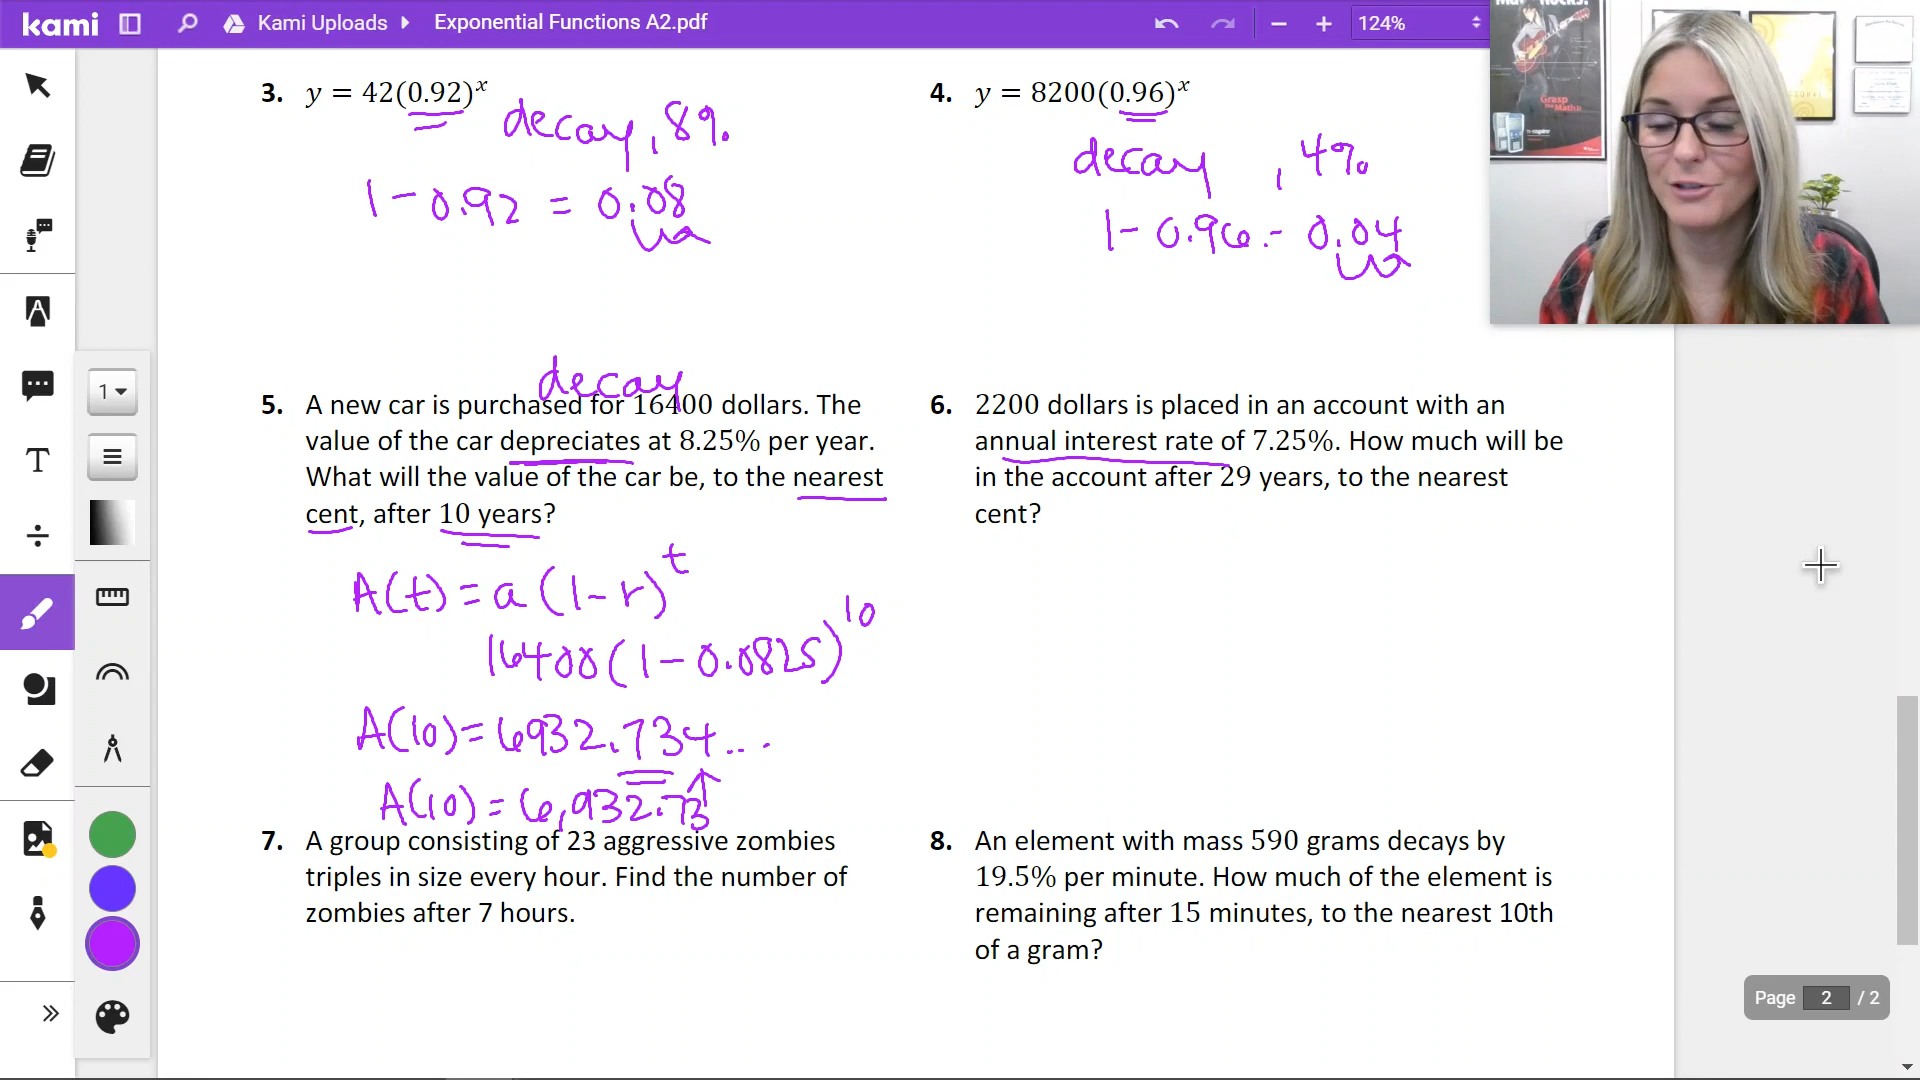 kami Kami Uploads Exponential Functions A2.pdf 124%
3. y = 42(0.92)^x
decay, 8%
1 - 0.92 = 0.08
4. y = 8200(0.96)^x
decay, 4%
1 - 0.96 = 0.04
Grasp
the Maths
decay
5. A new car is purchased for 16400 dollars. The
value of the car depreciates at 8.25% per year.
What will the value of the car be, to the nearest
cent, after 10 years?
A(t) = a(1-r)^t
16400(1-0.0825)^10
A(10) = 6932.734...
A(10) = 6,932.73
6. 2200 dollars is placed in an account with an
annual interest rate of 7.25%. How much will be
in the account after 29 years, to the nearest
cent?
7. A group consisting of 23 aggressive zombies
triples in size every hour. Find the number of
zombies after 7 hours.
8. An element with mass 590 grams decays by
19.5% per minute. How much of the element is
remaining after 15 minutes, to the nearest 10th
of a gram?
1
T
Page 2 / 2